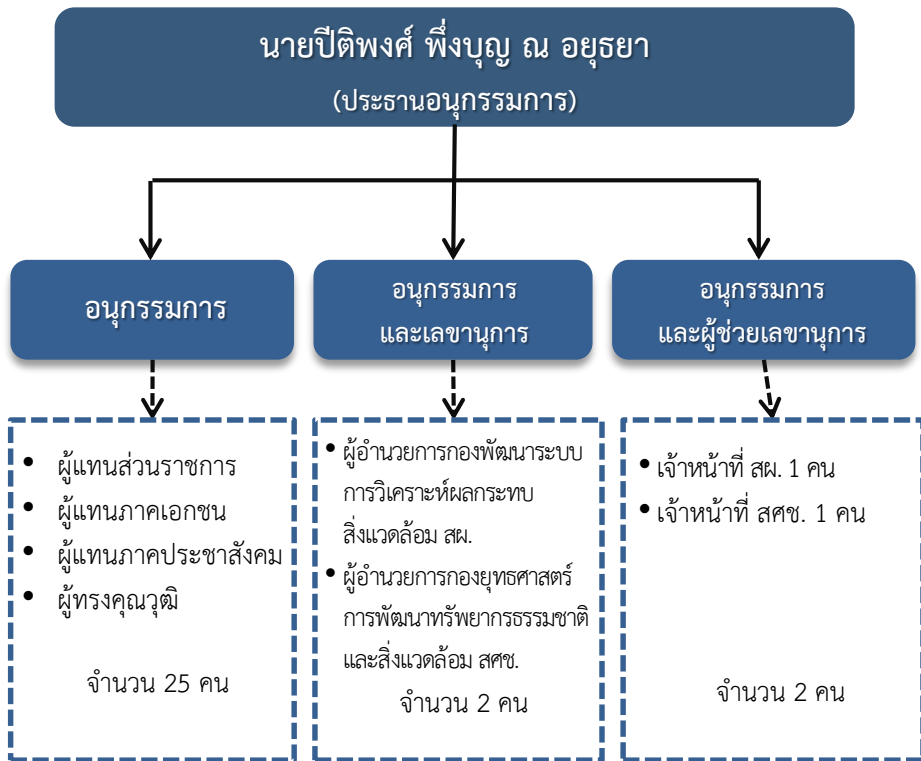 นายปีติพงศ์ พึ่งบุญ ณ อยุธยา
(ประธานอนุกรรมการ)
อนุกรรมการ
อนุกรรมการ
และเลขานุการ
อนุกรรมการ
และผู้ช่วยเลขานุการ
• ผู้แทนส่วนราชการ
• ผู้แทนภาคเอกชน
• ผู้แทนภาคประชาสังคม
• ผู้ทรงคุณวุฒิ
จำนวน 25 คน
• ผู้อำนวยการกองพัฒนาระบบ
การวิเคราะห์ผลกระทบ
สิ่งแวดล้อม สผ.
• ผู้อำนวยการกองยุทธศาสตร์
การพัฒนาทรัพยากรธรรมชาติ
และสิ่งแวดล้อม สศช.
จำนวน 2 คน
• เจ้าหน้าที่ สผ. 1 คน
• เจ้าหน้าที่ สศช. 1 คน
จำนวน 2 คน